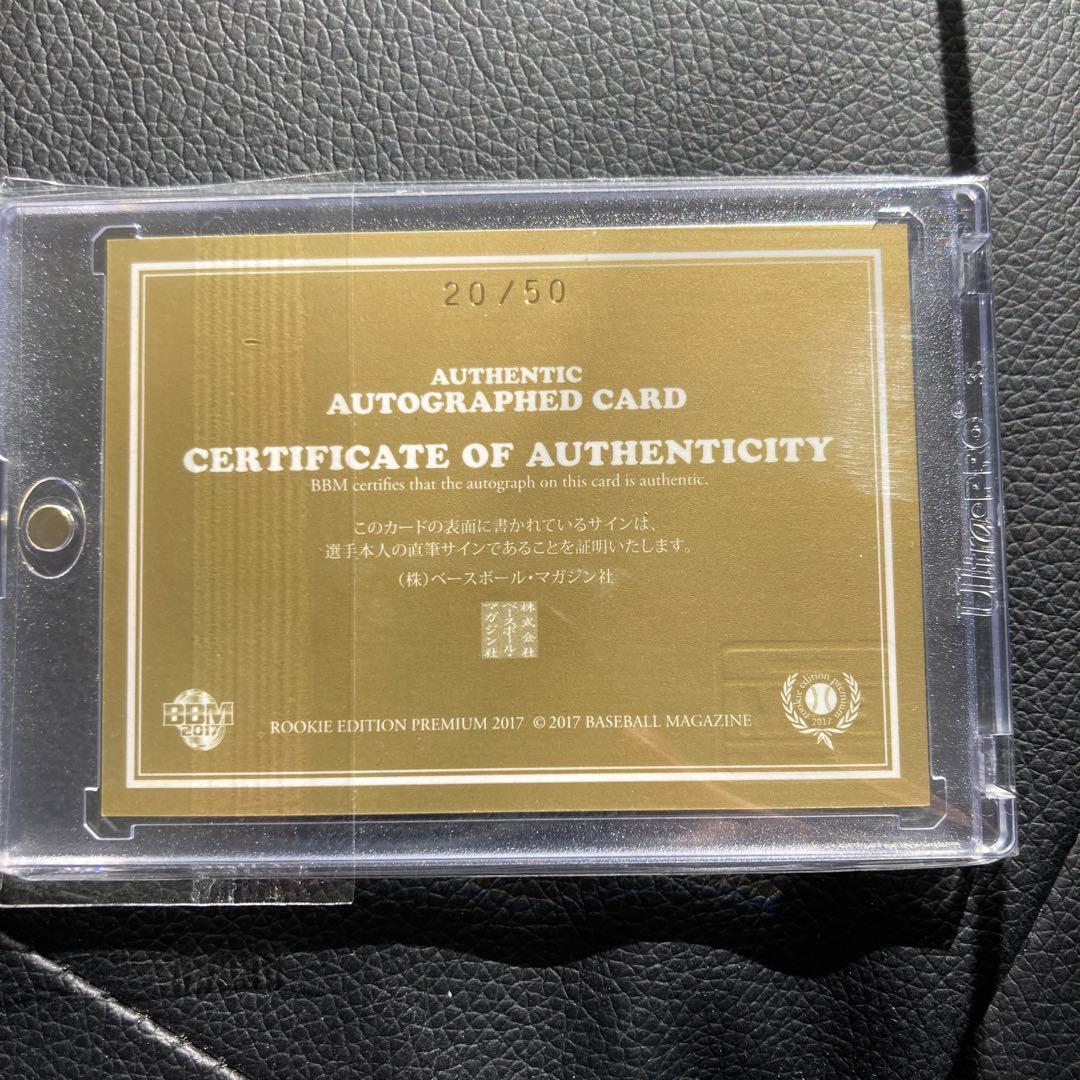 20/50
AUTHENTIC
AUTOGRAPHED CARD
CERTIFICATE OF AUTHENTICITY
BBM certifies that the autograph on this card is authentic.
このカードの表面に書かれているサインは、
選手本人の直筆サインであることを証明いたします。
（株）ベースボール・マガジン社
株式会社
ベースボール・
マガジン社
BBM
2017
ROOKIE EDITION PREMIUM 2017 © 2017 BASEBALL MAGAZINE
rookie edition premium
2017
Ultra PRO®
35